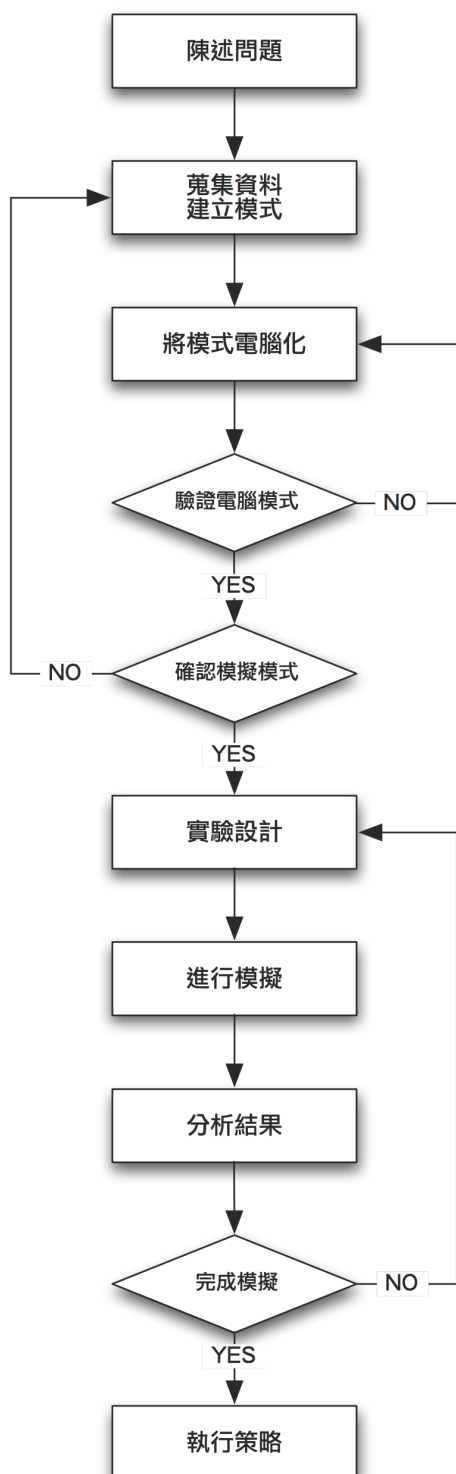 陳述問題
蒐集資料
建立模式
將模式電腦化
驗證電腦模式
NO
YES
確認模擬模式
NO
YES
實驗設計
進行模擬
分析結果
完成模擬
NO
YES
執行策略